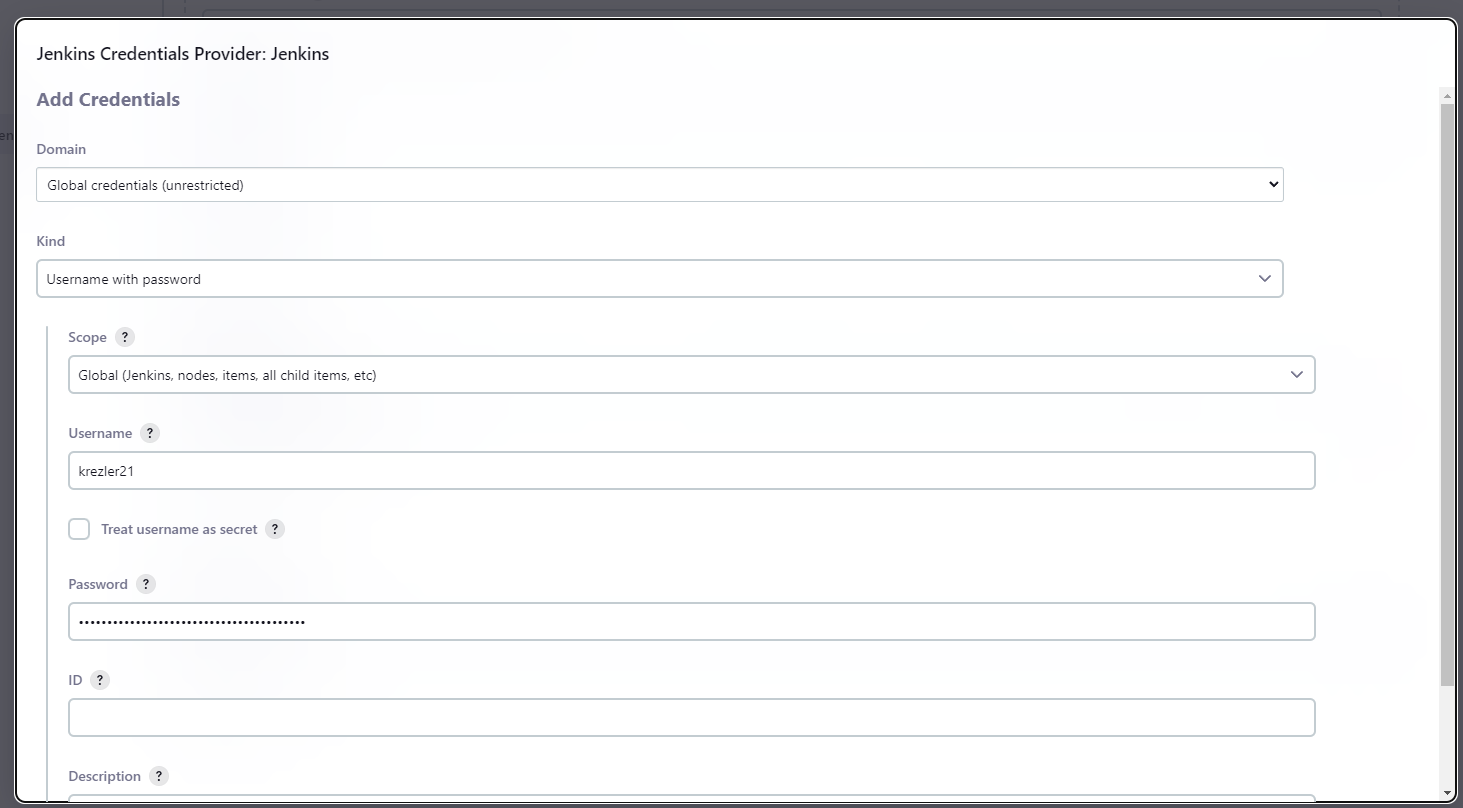 en
Jenkins Credentials Provider: Jenkins
Add Credentials
Domain
Global credentials (unrestricted)
Kind
Username with password
Scope ?
Global (Jenkins, nodes, items, all child items, etc)
Username ?
krezler21
Treat username as secret ?
Password ?
••••••••••••••••••••••••••••••••••••••••
ID ?
Description ?